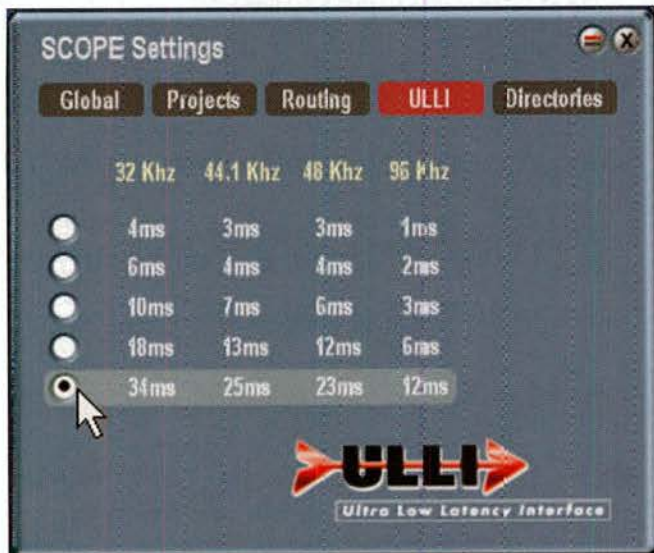 SCOPE Settings
Global Projects Routing ULLI Directories
32 Khz 44.1 Khz 48 Khz 96 Khz
4ms 3ms 3ms 1ms
6ms 4ms 4ms 2ms
10ms 7ms 6ms 3ms
18ms 13ms 12ms 6ms
34ms 25ms 23ms 12ms
ULLI
Ultra Low Latency Interface